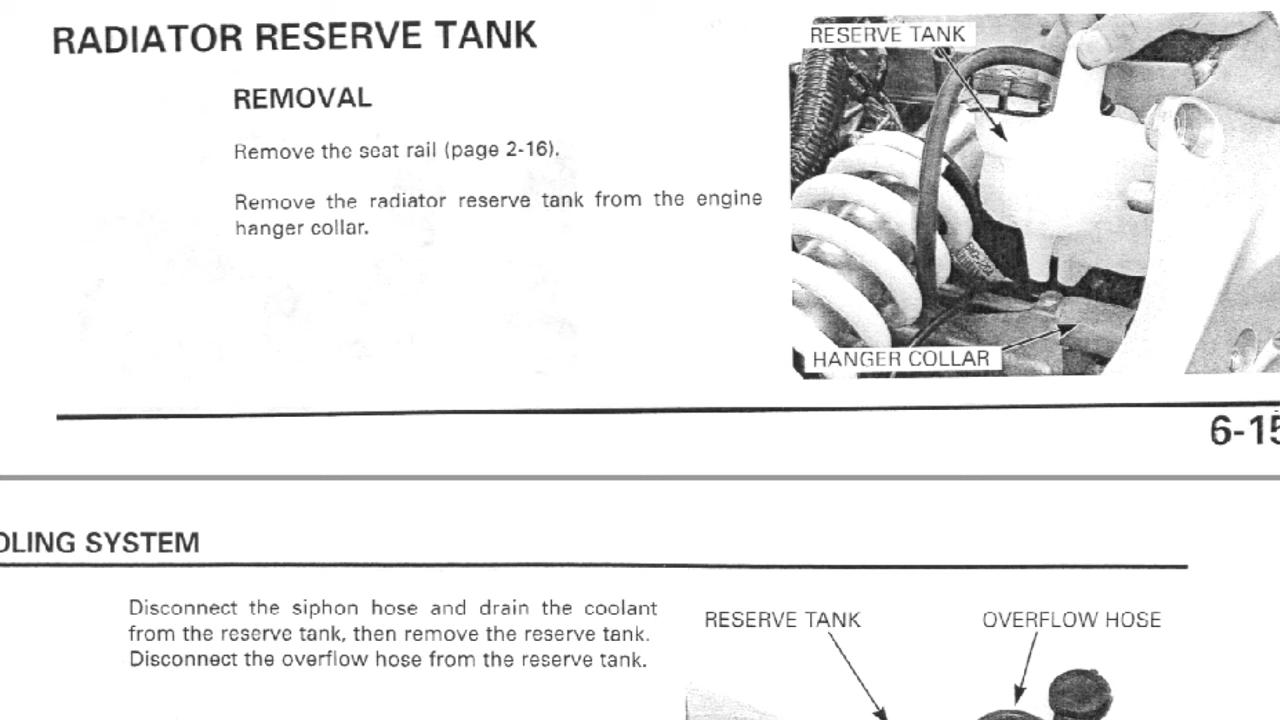 RADIATOR RESERVE TANK
REMOVAL
Remove the seat rail (page 2-16).
Remove the radiator reserve tank from the engine
hanger collar.
RESERVE TANK
HANGER COLLAR
6-15
OLING SYSTEM
Disconnect the siphon hose and drain the coolant
from the reserve tank, then remove the reserve tank.
Disconnect the overflow hose from the reserve tank.
RESERVE TANK
OVERFLOW HOSE